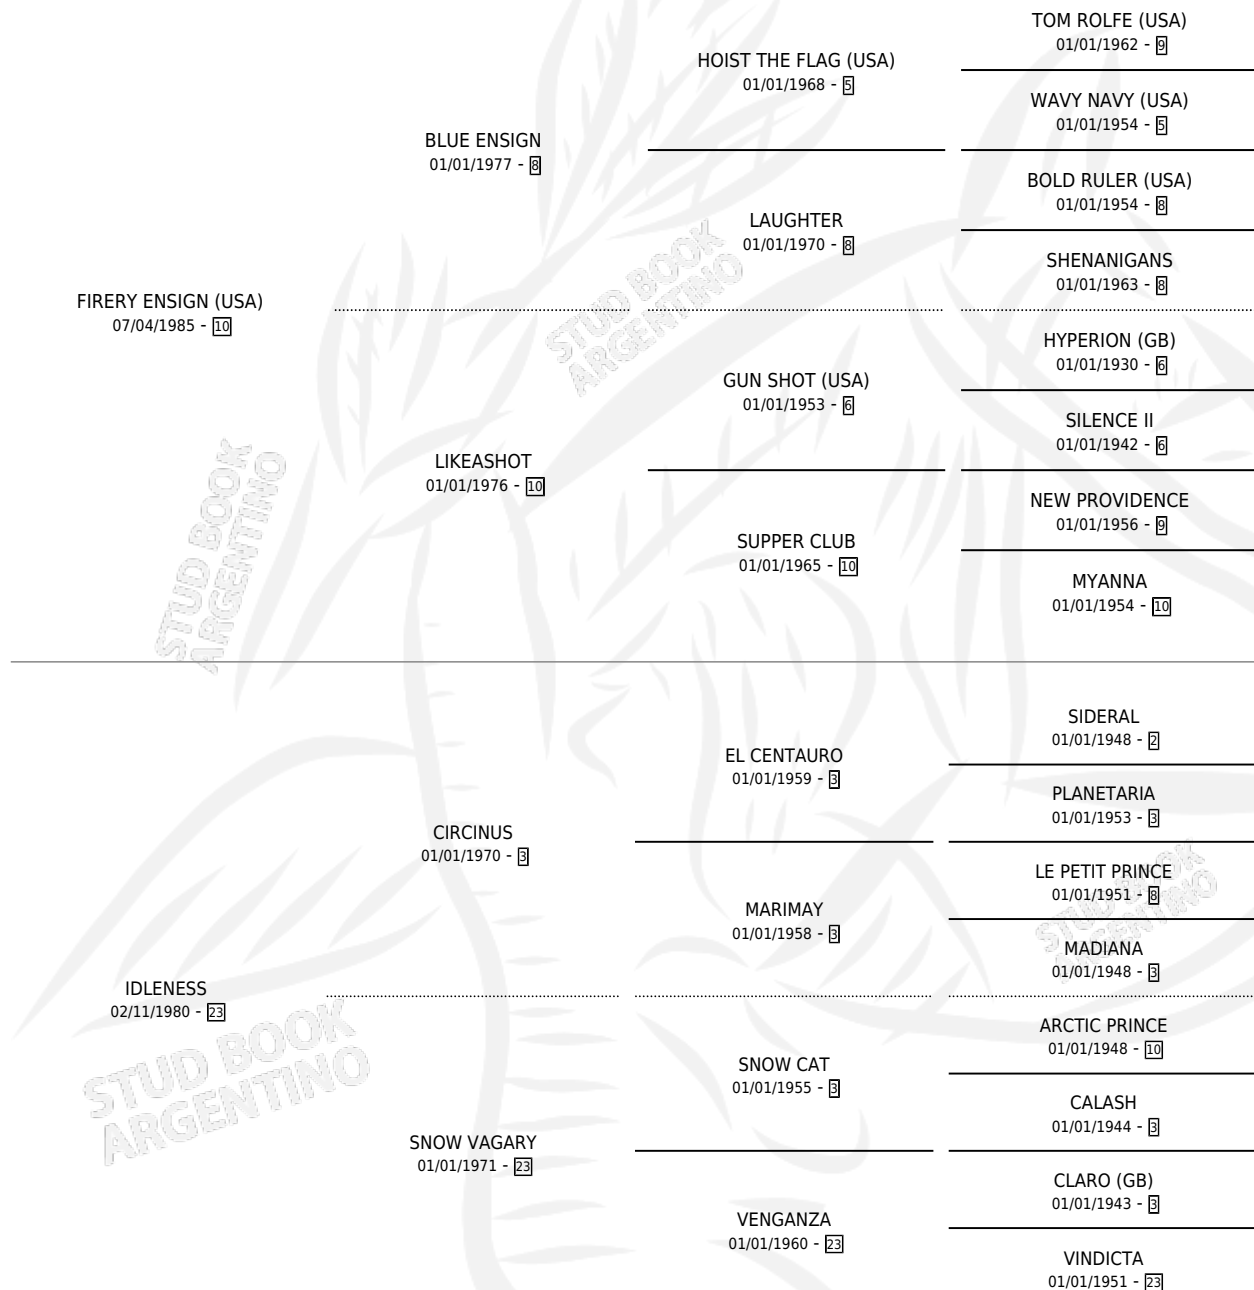 TOM ROLFE (USA)
01/01/1962 - 9
HOIST THE FLAG (USA)
01/01/1968 - 5
WAVY NAVY (USA)
01/01/1954 - 5
BLUE ENSIGN
01/01/1977 - 8
BOLD RULER (USA)
01/01/1954 - 8
LAUGHTER
01/01/1970 - 8
SHENANIGANS
01/01/1963 - 8
FIRERY ENSIGN (USA)
07/04/1985 - 10
HYPERION (GB)
01/01/1930 - 6
GUN SHOT (USA)
01/01/1953 - 6
SILENCE II
01/01/1942 - 6
LIKEASHOT
01/01/1976 - 10
NEW PROVIDENCE
01/01/1956 - 9
SUPPER CLUB
01/01/1965 - 10
MYANNA
01/01/1954 - 10
SIDERAL
01/01/1948 - 2
EL CENTAURO
01/01/1959 - 3
PLANETARIA
01/01/1953 - 3
CIRCINUS
01/01/1970 - 3
LE PETIT PRINCE
01/01/1951 - 8
MARIMAY
01/01/1958 - 3
MADIANA
01/01/1948 - 3
IDLENESS
02/11/1980 - 23
ARCTIC PRINCE
01/01/1948 - 10
SNOW CAT
01/01/1955 - 3
CALASH
01/01/1944 - 3
SNOW VAGARY
01/01/1971 - 23
CLARO (GB)
01/01/1943 - 3
VENGANZA
01/01/1960 - 23
VINDICTA
01/01/1951 - 23
STUD BOOK
ARGENTINO
STUD BOOK
ARGENTINO
STUD BOOK
ARGENTINO
STUD BOOK
ARGENTINO